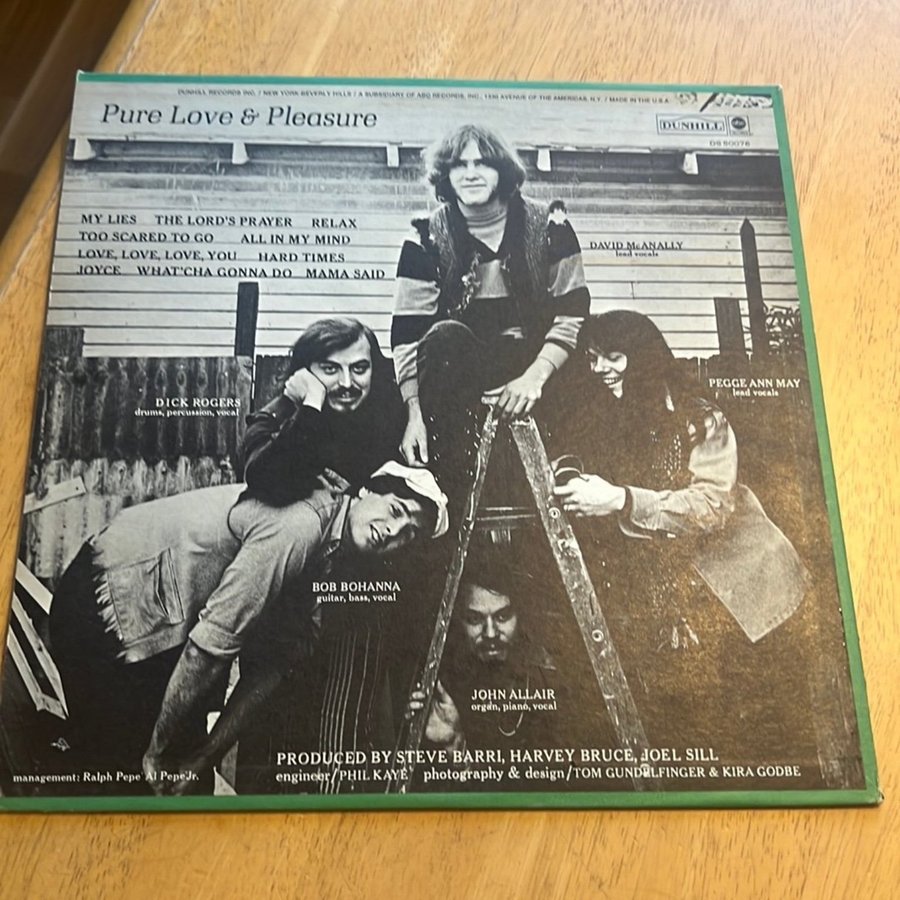 DUNHILL RECORDS INC. / NEW YORK-BEVERLY HILLS / A SUBSIDIARY OF ABC RECORDS, INC., 1330 AVENUE OF THE AMERICAS, N.Y. / MADE IN THE U.S.A.
Pure Love & Pleasure
DUNHILL abc
DS 50076
MY LIES THE LORD'S PRAYER RELAX
TOO SCARED TO GO ALL IN MY MIND
LOVE, LOVE, LOVE, YOU HARD TIMES
JOYCE WHAT'CHA GONNA DO MAMA SAID
DAVID McANALLY
lead vocals
PEGGE ANN MAY
lead vocals
DICK ROGERS
drums, percussion, vocal
BOB BOHANNA
guitar, bass, vocal
JOHN ALLAIR
organ, piano, vocal
PRODUCED BY STEVE BARRI, HARVEY BRUCE, JOEL SILL
management: Ralph Pepe Al Pepe Jr.
engineer/PHIL KAYE photography & design/TOM GUNDELFINGER & KIRA GODBE